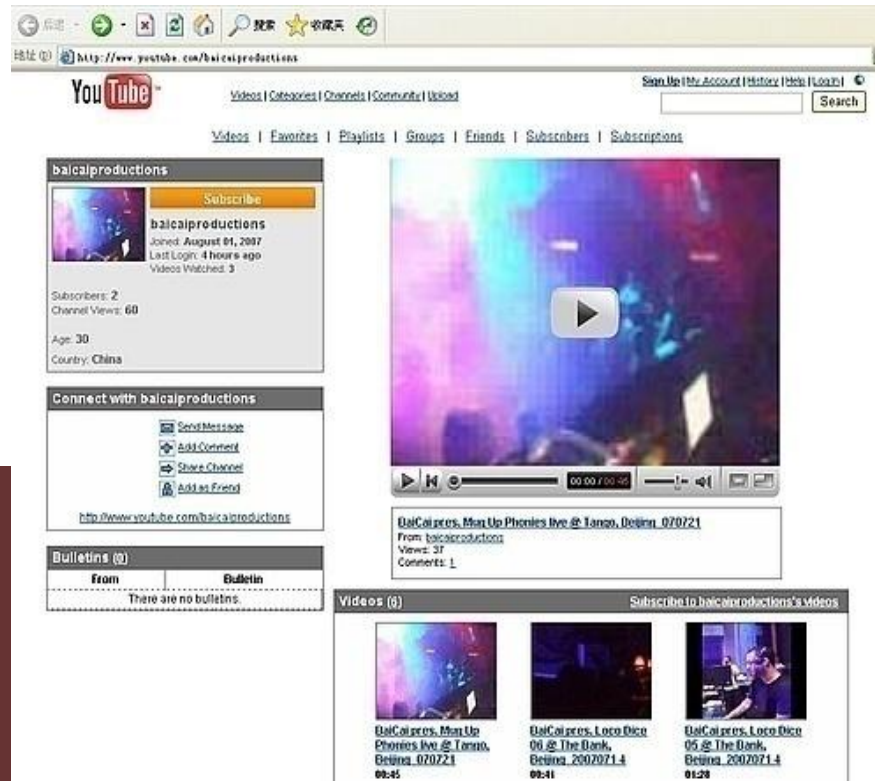 后退 搜索 收藏夹
地址(D) http://www.youtube.com/baicaiproductions
YouTube
Videos | Categories | Channels | Community | Upload
Sign Up | My Account | History | Help | Log In |
Search
Videos | Favorites | Playlists | Groups | Friends | Subscribers | Subscriptions
baicaiproductions
Subscribe
baicaiproductions
Joined: August 01, 2007
Last Login: 4 hours ago
Videos Watched: 3
Subscribers: 2
Channel Views: 60
Age: 30
Country: China
Connect with baicaiproductions
Send Message
Add Comment
Share Channel
Add as Friend
http://www.youtube.com/baicaiproductions
Bulletins (0)
From Bulletin
There are no bulletins.
00:00 / 00:45
BaiCai pres. Mug Up Phonies live @ Tango, Beijing_070721
From: baicaiproductions
Views: 37
Comments: 1
Videos (6) Subscribe to baicaiproductions's videos
BaiCai pres. Mug Up
Phonies live @ Tango,
Beijing_070721
00:45
BaiCai pres. Loco Dice
06 @ The Bank,
Beijing_2007071 4
00:41
BaiCai pres. Loco Dice
05 @ The Bank,
Beijing_2007071 4
01:28